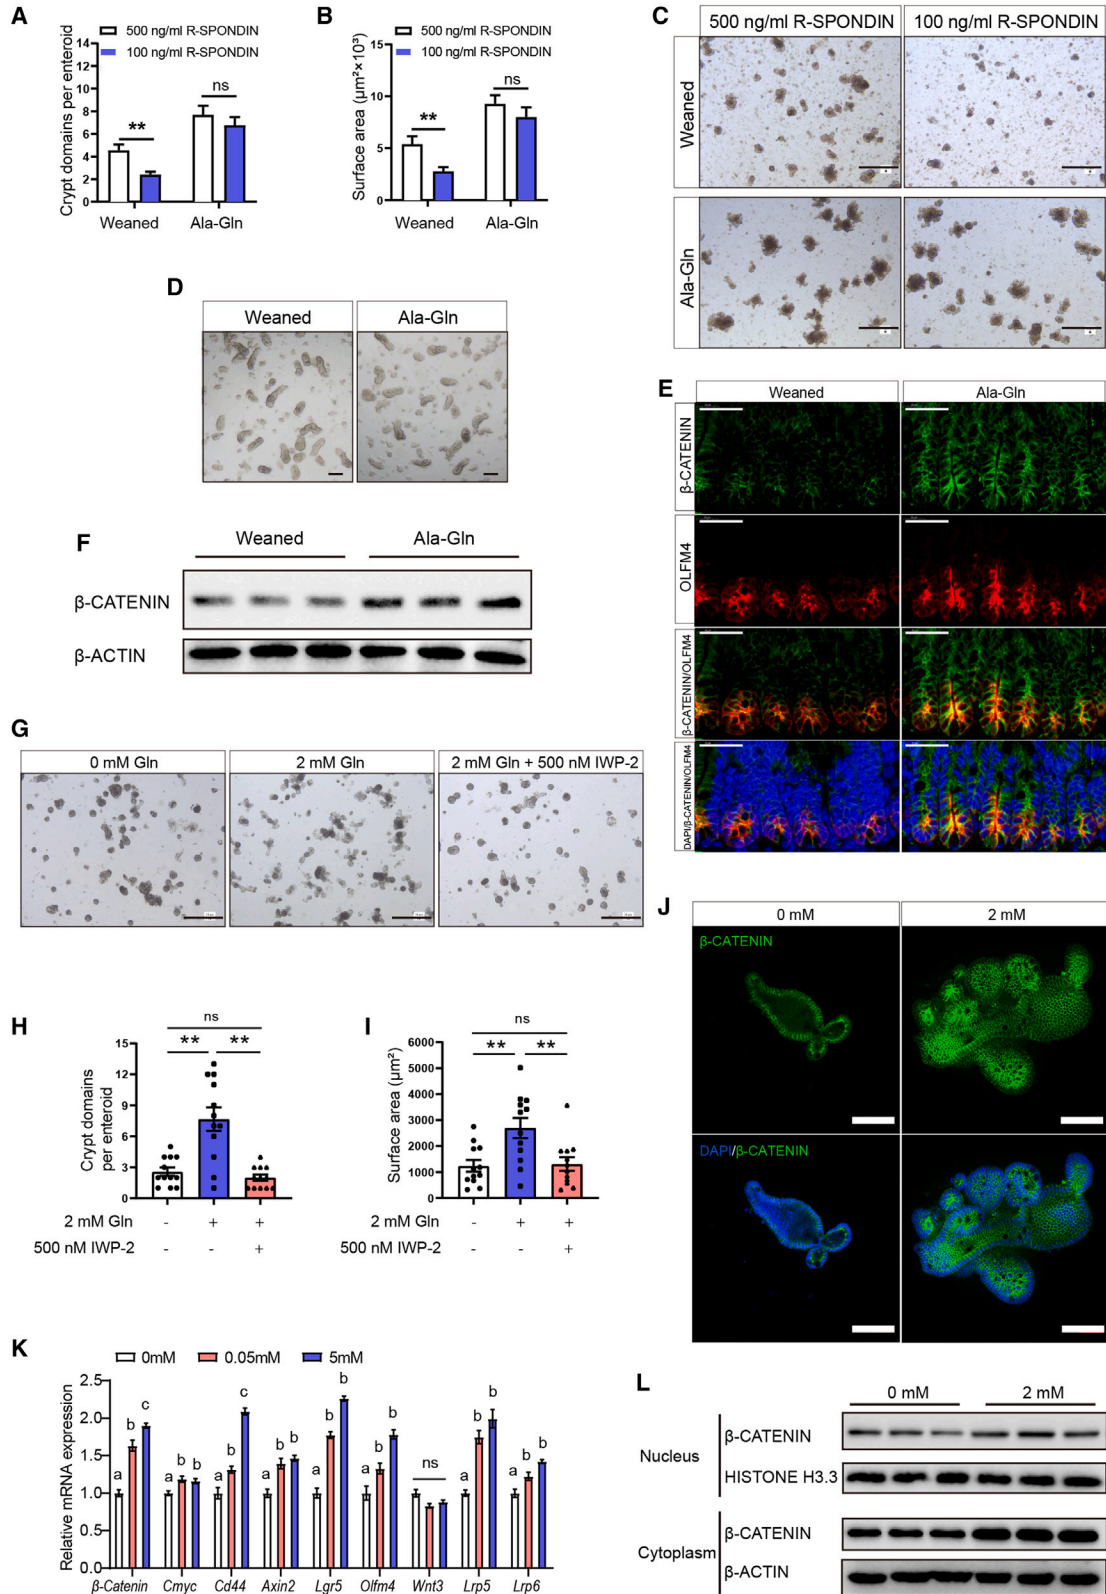 A
500 ng/ml R-SPONDIN
100 ng/ml R-SPONDIN
Crypt domains per enteroid
14
12
10
8
6
4
2
0
**
ns
Weaned
Ala-Gln
B
500 ng/ml R-SPONDIN
100 ng/ml R-SPONDIN
Surface area (μm²×10³)
15
10
5
0
**
ns
Weaned
Ala-Gln
C
500 ng/ml R-SPONDIN
100 ng/ml R-SPONDIN
Weaned
Ala-Gln
D
Weaned
Ala-Gln
E
Weaned
Ala-Gln
β-CATENIN
OLFM4
β-CATENIN/OLFM4
DAPI/β-CATENIN/OLFM4
F
Weaned
Ala-Gln
β-CATENIN
β-ACTIN
G
0 mM Gln
2 mM Gln
2 mM Gln + 500 nM IWP-2
H
ns
**
**
Crypt domains
per enteroid
15
12
9
6
3
0
2 mM Gln - + +
500 nM IWP-2 - - +
I
ns
**
**
Surface area (μm²)
6000
5000
4000
3000
2000
1000
0
2 mM Gln - + +
500 nM IWP-2 - - +
J
0 mM
2 mM
β-CATENIN
DAPI/β-CATENIN
K
0mM
0.05mM
5mM
Relative mRNA expression
2.5
2.0
1.5
1.0
0.5
0.0
a b c
a b b
a b c
a b b
a b b
a b b
ns
a b b
a b b
β-Catenin Cmyc Cd44 Axin2 Lgr5 Olfm4 Wnt3 Lrp5 Lrp6
L
0 mM
2 mM
Nucleus
β-CATENIN
HISTONE H3.3
Cytoplasm
β-CATENIN
β-ACTIN